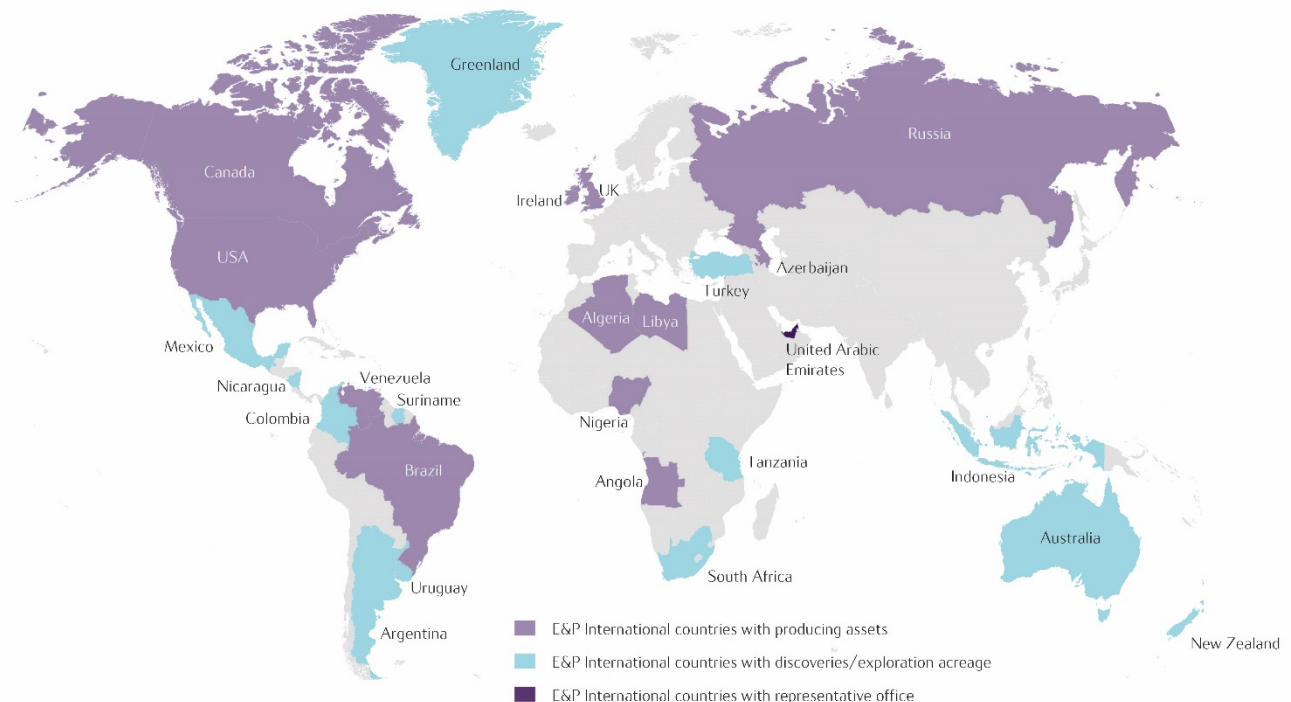 Greenland
Russia
Canada
Ireland
UK
USA
Azerbaijan
Turkey
Algeria
Libya
Mexico
United Arabic
Emirates
Venezuela
Nicaragua
Suriname
Colombia
Nigeria
Brazil
Tanzania
Angola
Indonesia
Australia
South Africa
Uruguay
Argentina
New Zealand
E&P International countries with producing assets
E&P International countries with discoveries/exploration acreage
E&P International countries with representative office